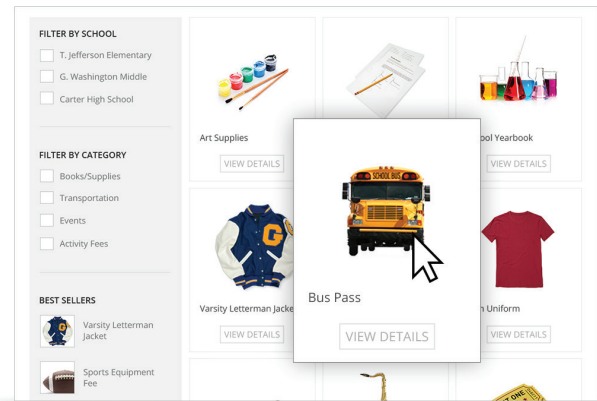 FILTER BY SCHOOL
T. Jefferson Elementary
G. Washington Middle
Carter High School
FILTER BY CATEGORY
Books/Supplies
Transportation
Events
Activity Fees
BEST SELLERS
Varsity Letterman
Jacket
Sports Equipment
Fee
Art Supplies
VIEW DETAILS
ool Yearbook
VIEW DETAILS
SCHOOL BUS
Bus Pass
VIEW DETAILS
G
Varsity Letterman Jacke
VIEW DETAILS
Uniform
VIEW DETAILS
ONE